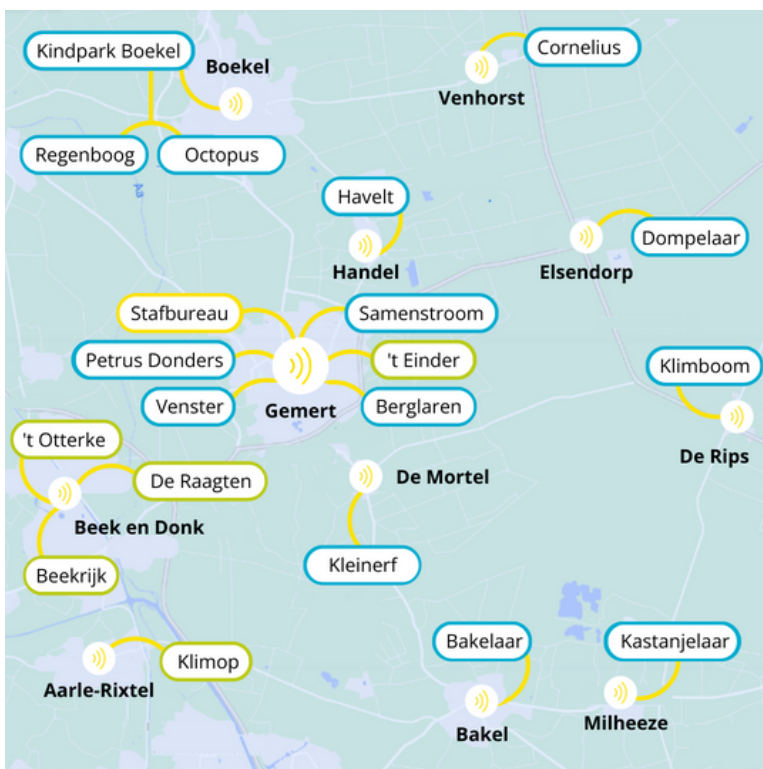 Kindpark Boekel
Boekel
Regenboog
Octopus
A3
Cornelius
Venhorst
Havelt
Handel
Dompelaar
Elsendorp
Stafbureau
Samenstroom
Petrus Donders
't Einder
Venster
Berglaren
Gemert
Klimboom
De Rips
't Otterke
De Raagten
Beek en Donk
Beekrijk
De Mortel
Kleinerf
Klimop
Aarle-Rixtel
Bakelaar
Bakel
Kastanjelaar
Milheeze